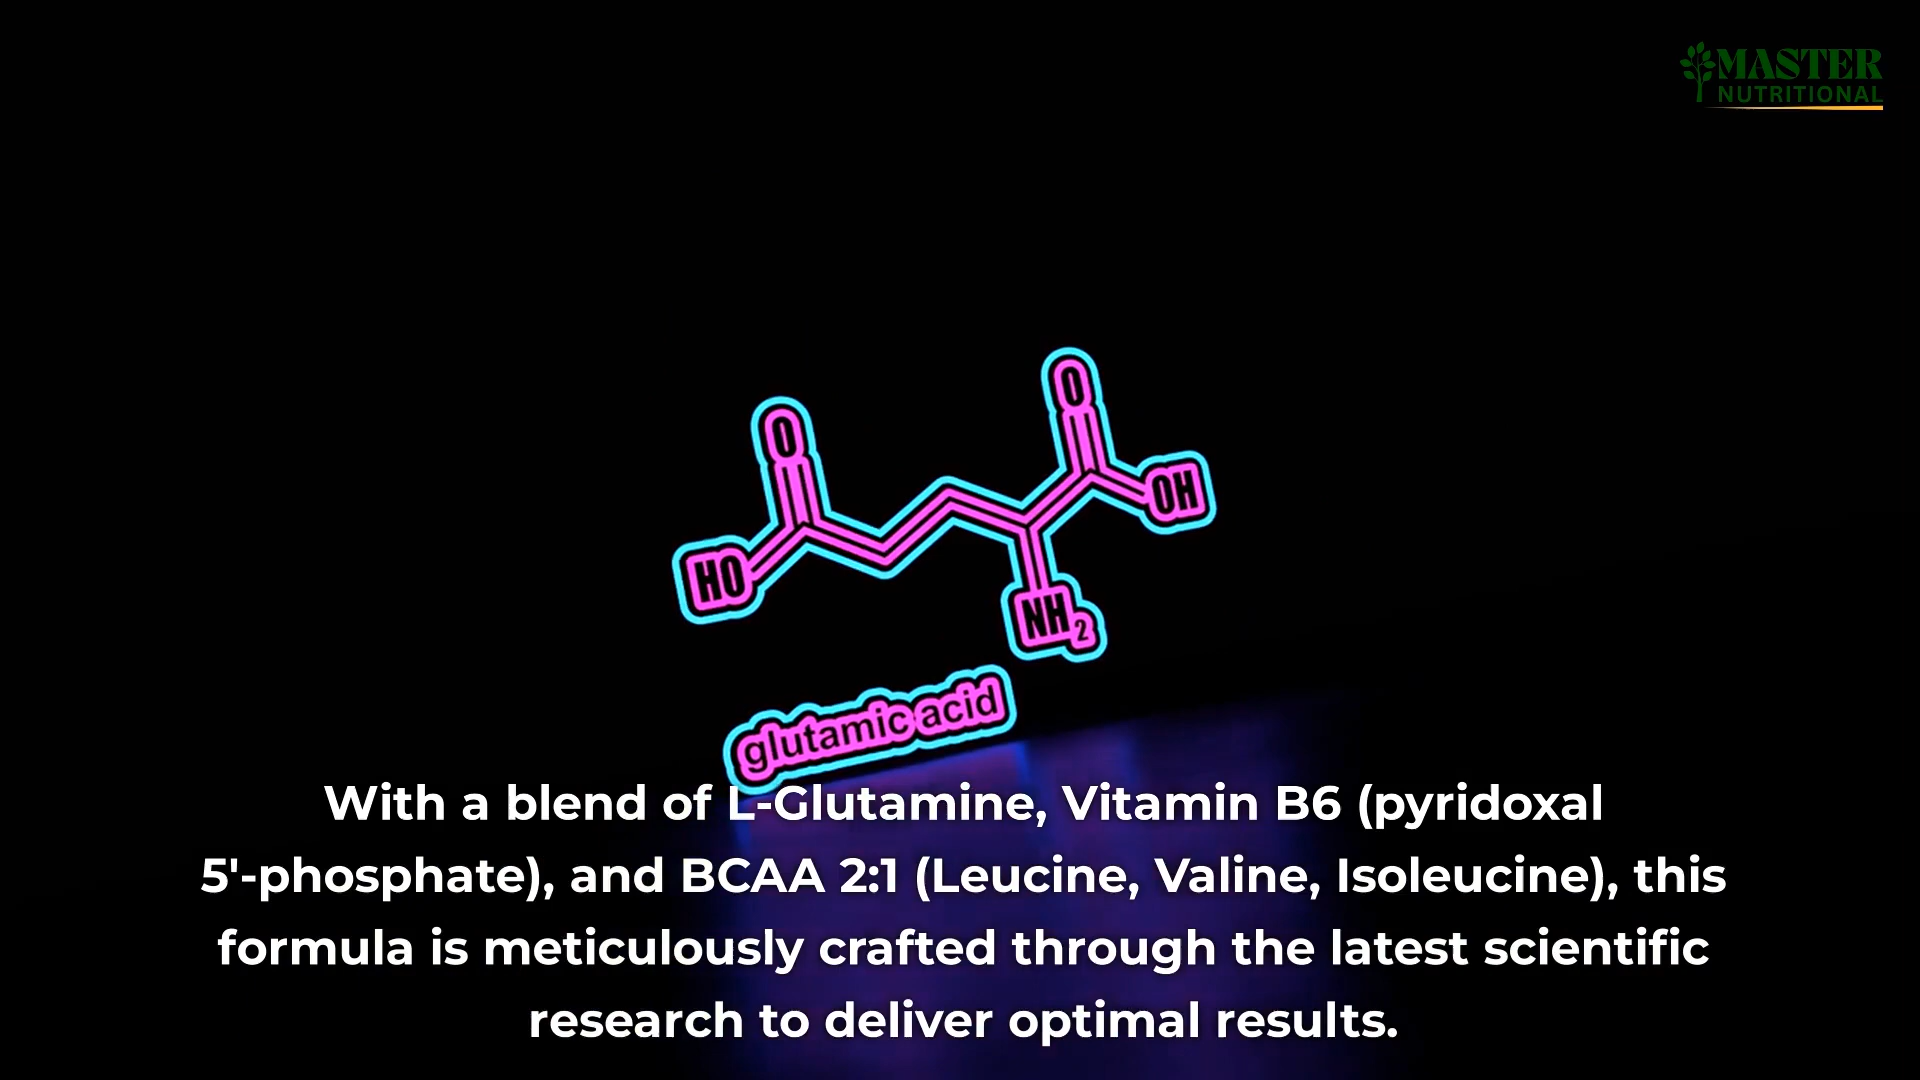 MASTER
NUTRITIONAL
O
O
OH
HO
NH2
glutamic acid
With a blend of L-Glutamine, Vitamin B6 (pyridoxal
5'-phosphate), and BCAA 2:1 (Leucine, Valine, Isoleucine), this
formula is meticulously crafted through the latest scientific
research to deliver optimal results.